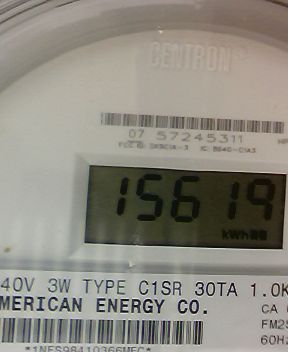 CENTRON
07 57245311
15619
kWh
40V 3W TYPE C1SR 30TA 1.0K
MERICAN ENERGY CO.
CA
FM2S
60H